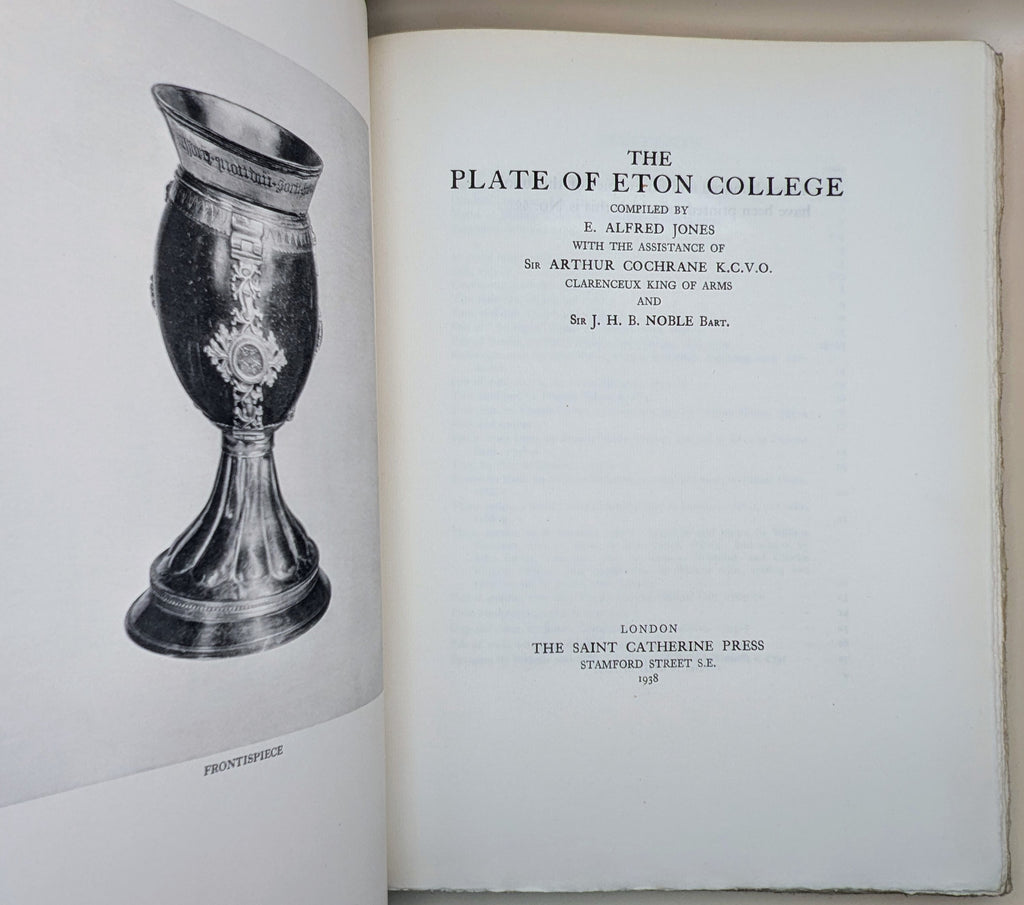 FRONTISPIECE
THE
PLATE OF ETON COLLEGE
COMPILED BY
E. ALFRED JONES
WITH THE ASSISTANCE OF
SIR ARTHUR COCHRANE K.C.V.O.
CLARENCEUX KING OF ARMS
AND
SIR J. H. B. NOBLE BART.
LONDON
THE SAINT CATHERINE PRESS
STAMFORD STREET S.E.
1938